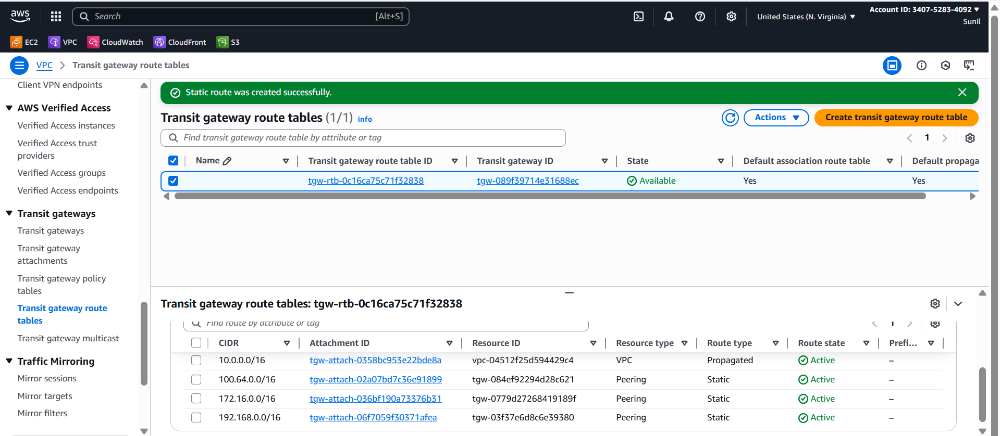 aws
Search
[Alt+S]
United States (N. Virginia)
Account ID: 3407-5283-4092
Sunil
EC2
VPC
CloudWatch
CloudFront
S3
VPC
Transit gateway route tables
Client VPN endpoints
AWS Verified Access
Verified Access instances
Verified Access trust
providers
Verified Access groups
Verified Access endpoints
Transit gateways
Transit gateways
Transit gateway
attachments
Transit gateway policy
tables
Transit gateway route
tables
Transit gateway multicast
Traffic Mirroring
Mirror sessions
Mirror targets
Mirror filters
Static route was created successfully.
Transit gateway route tables (1/1) info
Actions
Create transit gateway route table
Find transit gateway route table by attribute or tag
1
Name Transit gateway route table ID Transit gateway ID State Default association route table Default propaga
tgw-rtb-0c16ca75c71f32838 tgw-089f39714e31688ec Available Yes Yes
Transit gateway route tables: tgw-rtb-0c16ca75c71f32838
Find route by attribute or tag
1
CIDR Attachment ID Resource ID Resource type Route type Route state Prefi...
10.0.0.0/16 tgw-attach-0358bc953e22bde8a vpc-04512f25d594429c4 VPC Propagated Active –
100.64.0.0/16 tgw-attach-02a07bd7c36e91899 tgw-084ef92294d28c621 Peering Static Active –
172.16.0.0/16 tgw-attach-036bf190a73376b31 tgw-0779d27268419189f Peering Static Active –
192.168.0.0/16 tgw-attach-06f7059f30371afea tgw-03f37e6d8c6e39380 Peering Static Active –